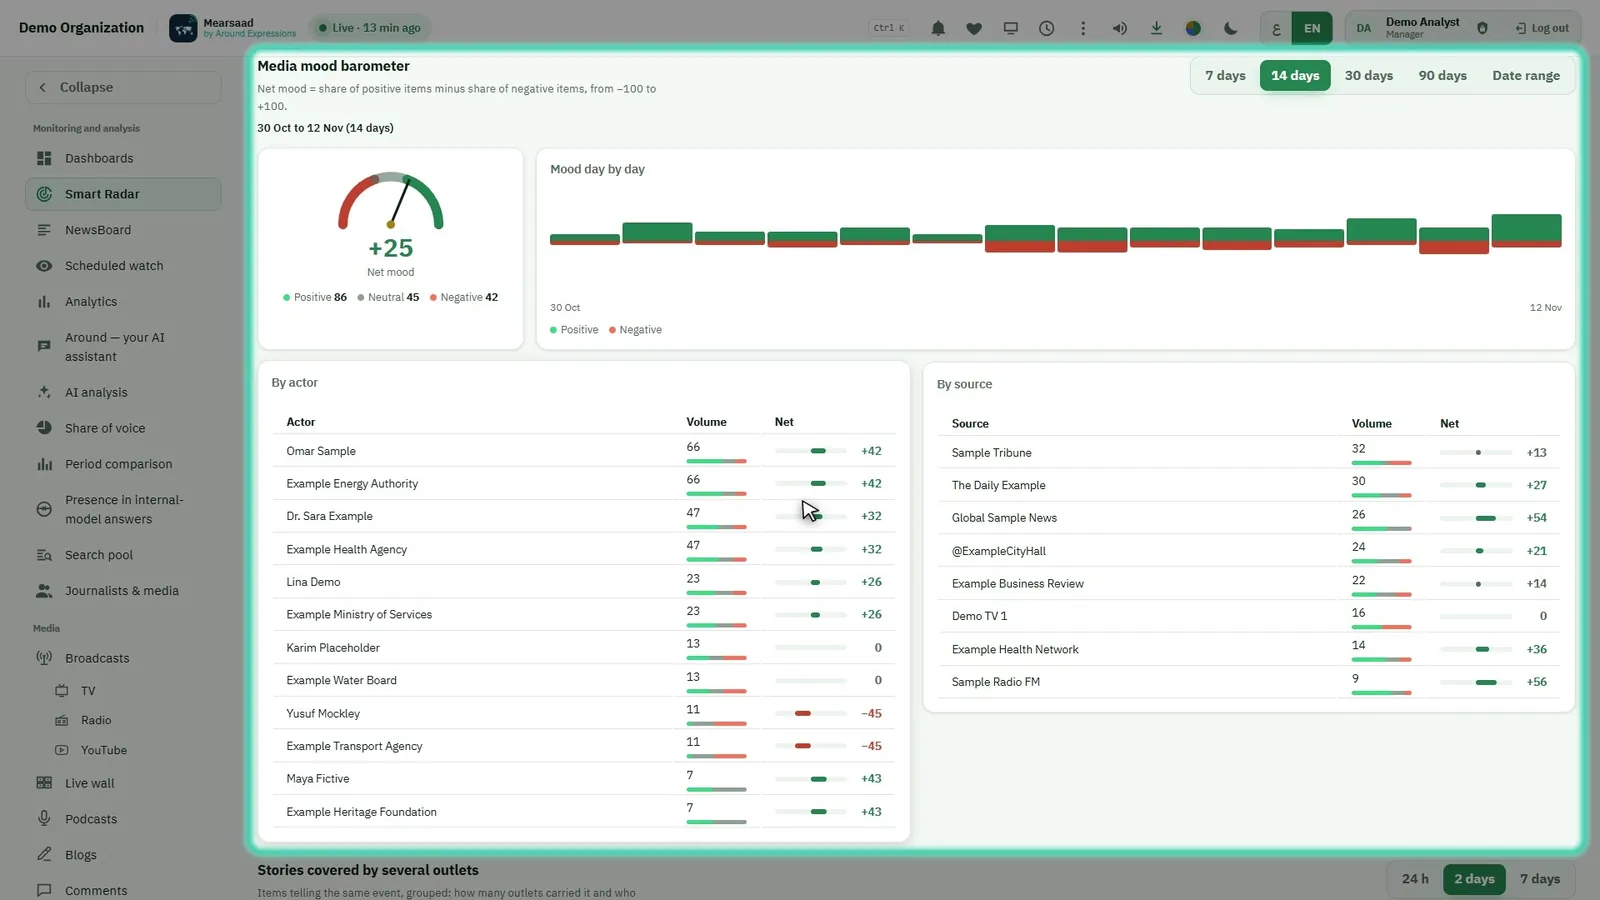 Demo Organization
Mearsaad
by Around Expressions
Live · 13 min ago
Ctrl K
ع
EN
DA
Demo Analyst
Manager
Log out
Collapse
Monitoring and analysis
Dashboards
Smart Radar
NewsBoard
Scheduled watch
Analytics
Around — your AI
assistant
AI analysis
Share of voice
Period comparison
Presence in internal-
model answers
Search pool
Journalists & media
Media
Broadcasts
TV
Radio
YouTube
Live wall
Podcasts
Blogs
Comments
Media mood barometer
Net mood = share of positive items minus share of negative items, from −100 to
+100.
30 Oct to 12 Nov (14 days)
7 days
14 days
30 days
90 days
Date range
+25
Net mood
Positive 86
Neutral 45
Negative 42
Mood day by day
30 Oct
12 Nov
Positive
Negative
By actor
Actor Volume Net
Omar Sample 66 +42
Example Energy Authority 66 +42
Dr. Sara Example 47 +32
Example Health Agency 47 +32
Lina Demo 23 +26
Example Ministry of Services 23 +26
Karim Placeholder 13 0
Example Water Board 13 0
Yusuf Mockley 11 −45
Example Transport Agency 11 −45
Maya Fictive 7 +43
Example Heritage Foundation 7 +43
By source
Source Volume Net
Sample Tribune 32 +13
The Daily Example 30 +27
Global Sample News 26 +54
@ExampleCityHall 24 +21
Example Business Review 22 +14
Demo TV 1 16 0
Example Health Network 14 +36
Sample Radio FM 9 +56
Stories covered by several outlets
Items telling the same event, grouped: how many outlets carried it and who
24 h
2 days
7 days